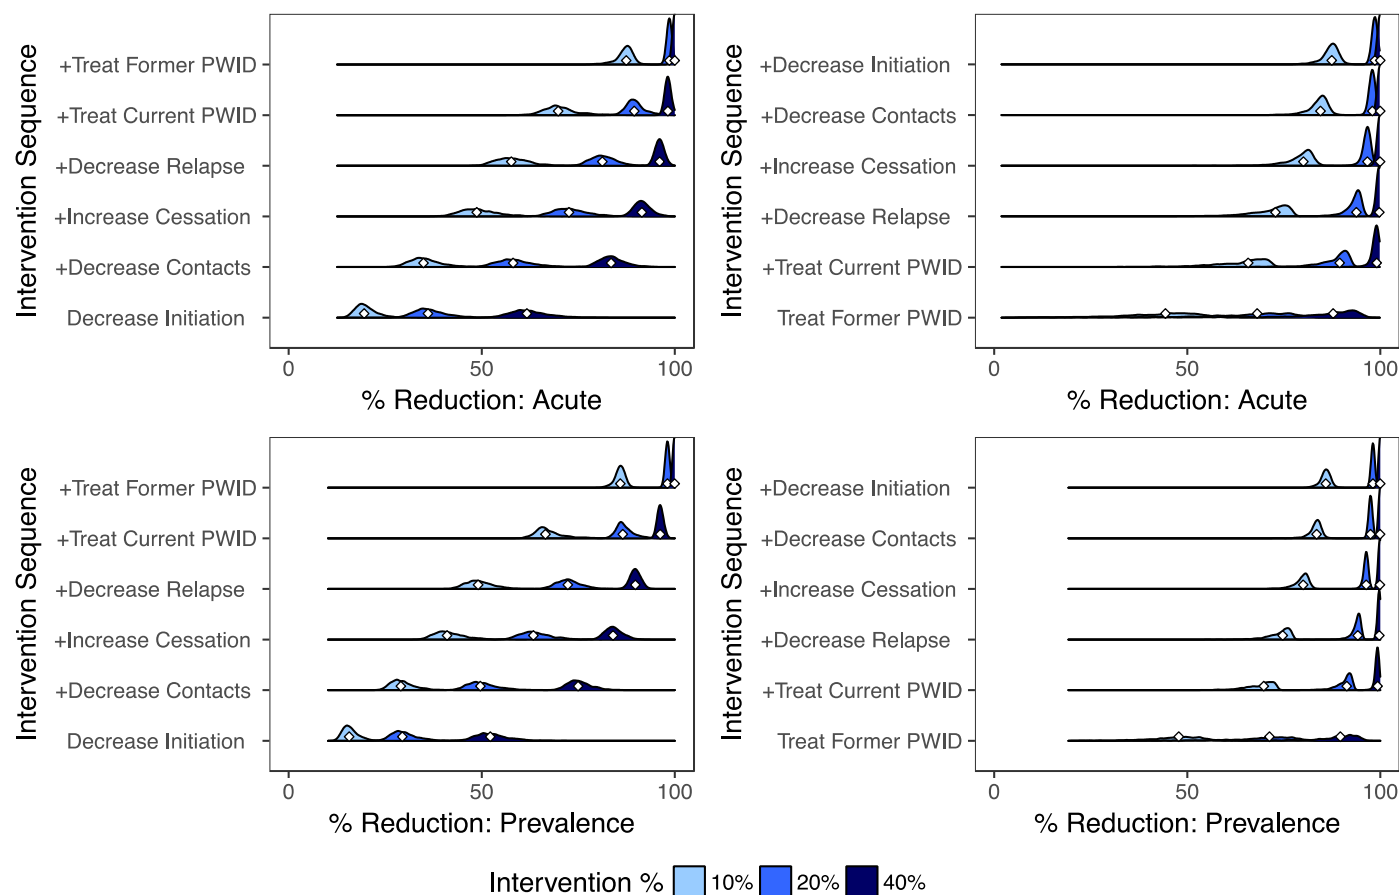 Intervention Sequence
+Treat Former PWID
+Treat Current PWID
+Decrease Relapse
+Increase Cessation
+Decrease Contacts
Decrease Initiation
0 50 100
% Reduction: Acute
Intervention Sequence
+Decrease Initiation
+Decrease Contacts
+Increase Cessation
+Decrease Relapse
+Treat Current PWID
Treat Former PWID
0 50 100
% Reduction: Acute
Intervention Sequence
+Treat Former PWID
+Treat Current PWID
+Decrease Relapse
+Increase Cessation
+Decrease Contacts
Decrease Initiation
0 50 100
% Reduction: Prevalence
Intervention Sequence
+Decrease Initiation
+Decrease Contacts
+Increase Cessation
+Decrease Relapse
+Treat Current PWID
Treat Former PWID
0 50 100
% Reduction: Prevalence
Intervention % 10% 20% 40%